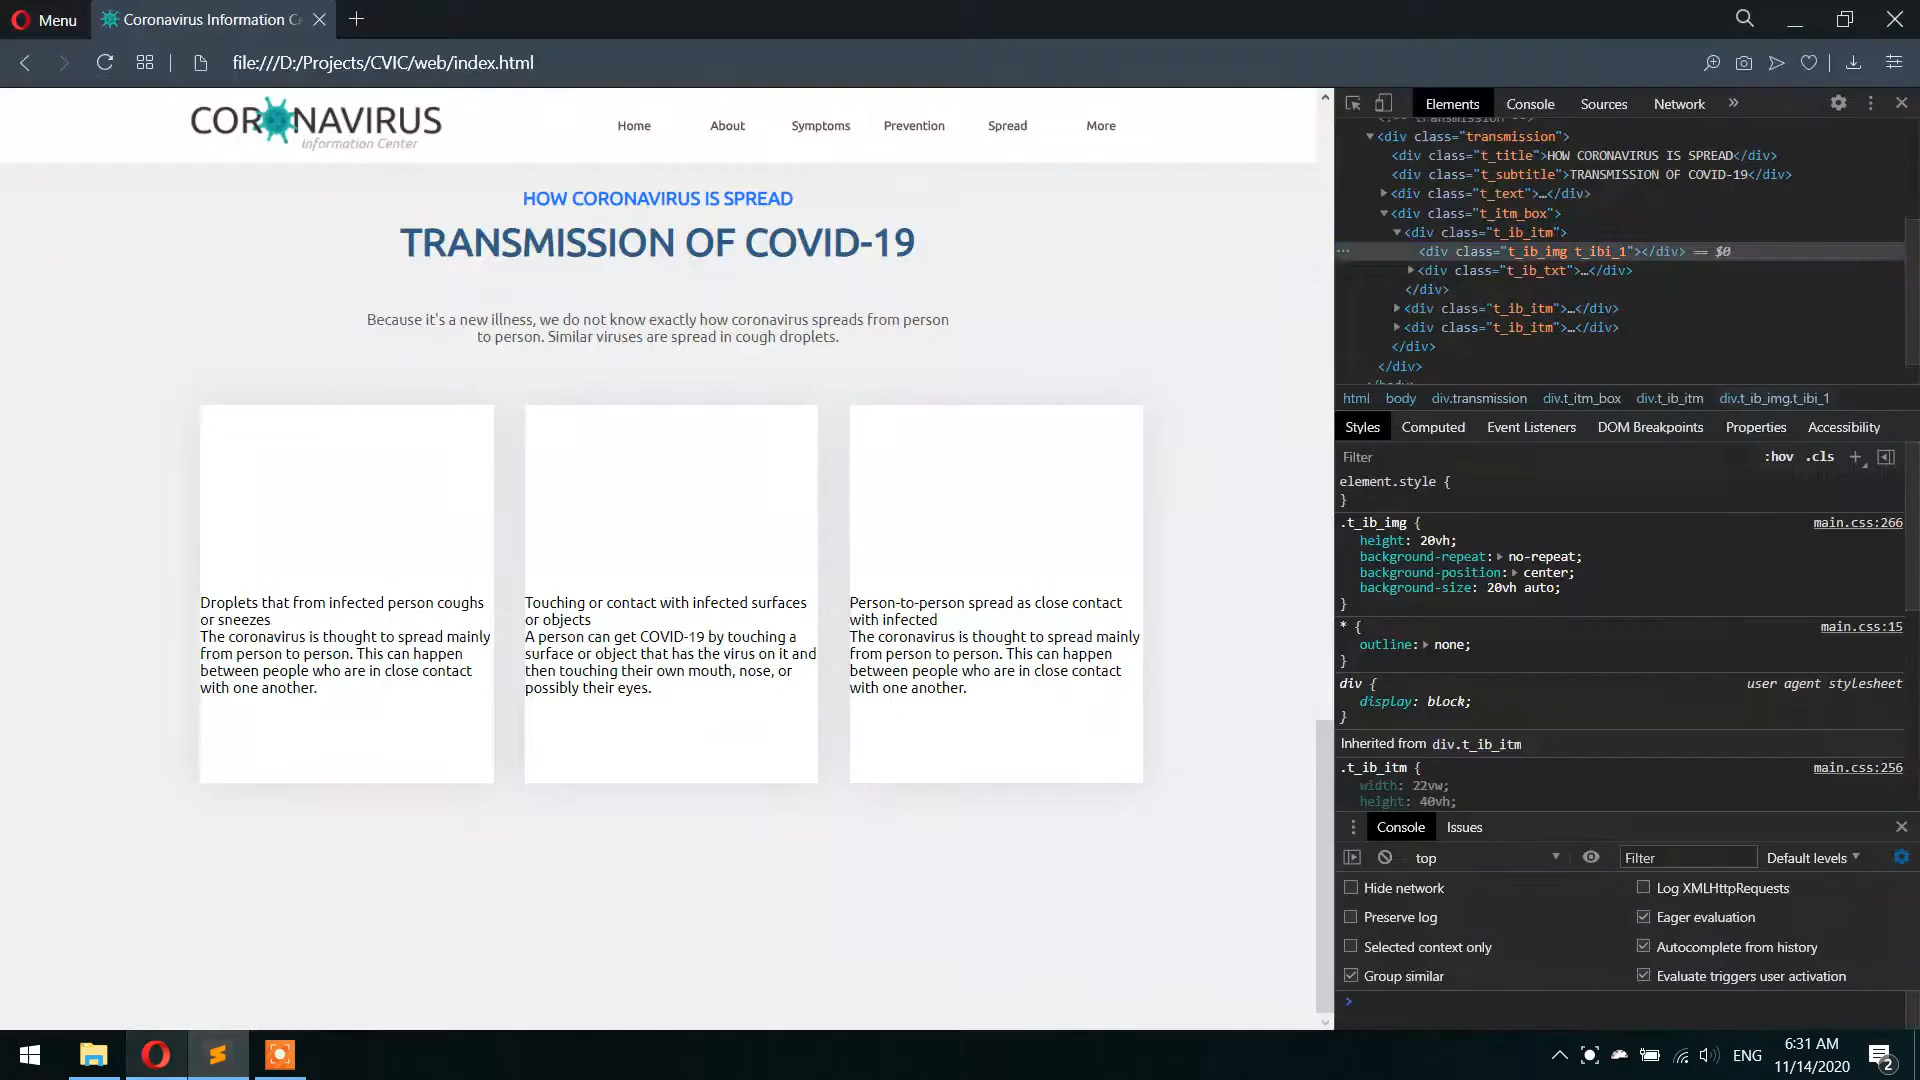 Menu
Coronavirus Information Ce
file:///D:/Projects/CVIC/web/index.html
CORONAVIRUS
Information Center
Home
About
Symptoms
Prevention
Spread
More
HOW CORONAVIRUS IS SPREAD
TRANSMISSION OF COVID-19
Because it's a new illness, we do not know exactly how coronavirus spreads from person
to person. Similar viruses are spread in cough droplets.
Droplets that from infected person coughs
or sneezes
The coronavirus is thought to spread mainly
from person to person. This can happen
between people who are in close contact
with one another.
Touching or contact with infected surfaces
or objects
A person can get COVID-19 by touching a
surface or object that has the virus on it and
then touching their own mouth, nose, or
possibly their eyes.
Person-to-person spread as close contact
with infected
The coronavirus is thought to spread mainly
from person to person. This can happen
between people who are in close contact
with one another.
Elements
Console
Sources
Network
»
<div class="transmission">
<div class="t_title">HOW CORONAVIRUS IS SPREAD</div>
<div class="t_subtitle">TRANSMISSION OF COVID-19</div>
<div class="t_text">…</div>
<div class="t_itm_box">
<div class="t_ib_itm">
<div class="t_ib_img t_ibi_1"></div> == $0
<div class="t_ib_txt">…</div>
</div>
<div class="t_ib_itm">…</div>
<div class="t_ib_itm">…</div>
</div>
</div>
html
body
div.transmission
div.t_itm_box
div.t_ib_itm
div.t_ib_img.t_ibi_1
Styles
Computed
Event Listeners
DOM Breakpoints
Properties
Accessibility
Filter
:hov
.cls
element.style {
}
.t_ib_img {
main.css:266
height: 20vh;
background-repeat: no-repeat;
background-position: center;
background-size: 20vh auto;
}
* {
main.css:15
outline: none;
}
div {
user agent stylesheet
display: block;
}
Inherited from div.t_ib_itm
.t_ib_itm {
main.css:256
width: 22vw;
height: 40vh;
Console
Issues
top
Filter
Default levels
Hide network
Log XMLHttpRequests
Preserve log
Eager evaluation
Selected context only
Autocomplete from history
Group similar
Evaluate triggers user activation
ENG
6:31 AM
11/14/2020
2